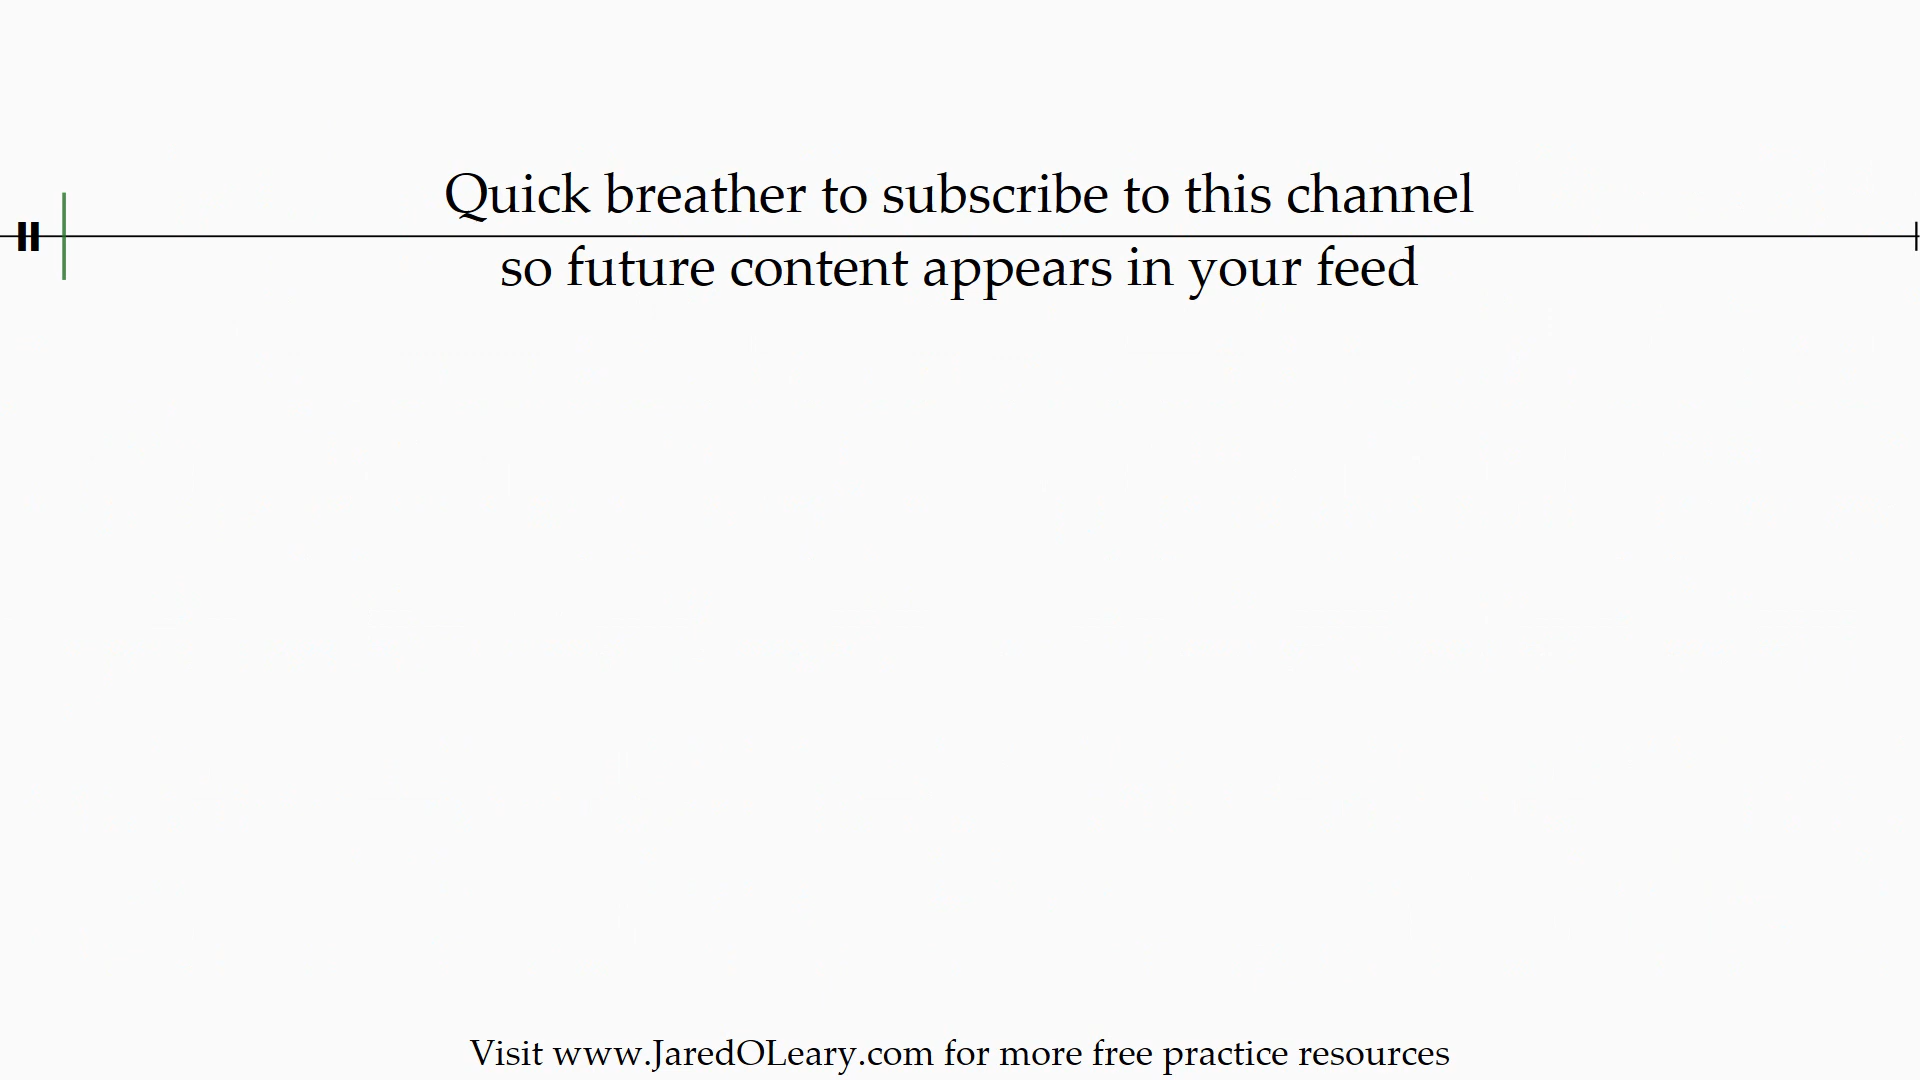 Quick breather to subscribe to this channel
so future content appears in your feed
Visit www.JaredOLeary.com for more free practice resources